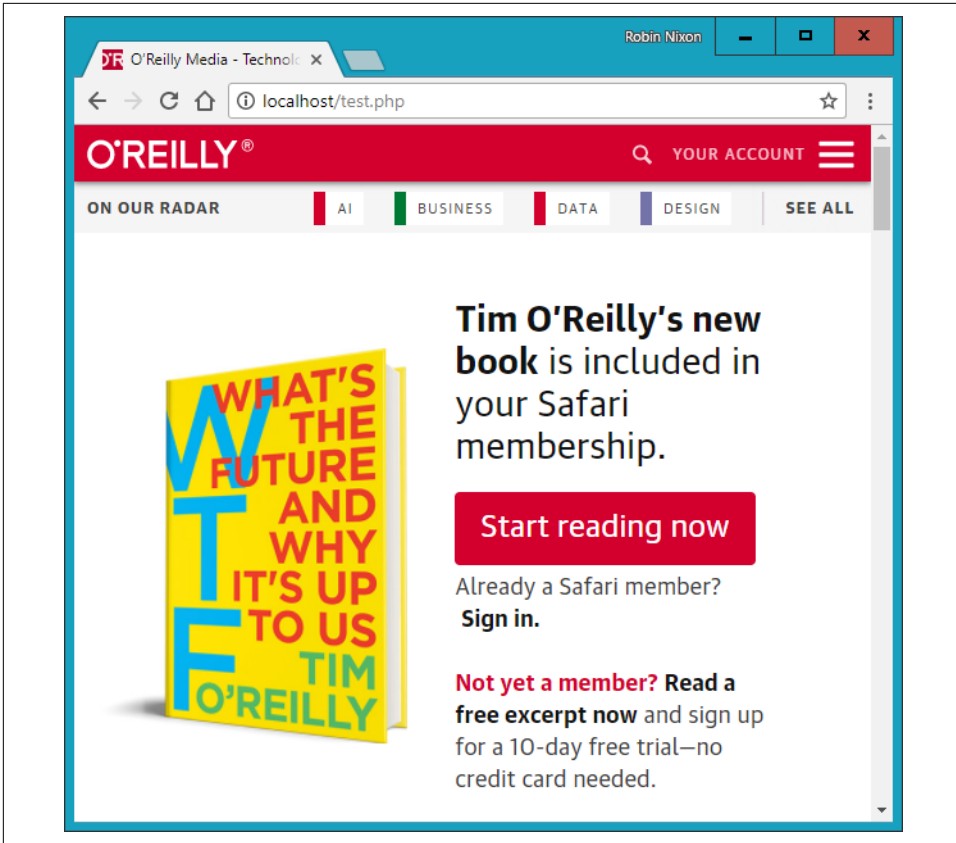 Robin Nixon
O'R O'Reilly Media - Technolo
localhost/test.php
O'REILLY®
YOUR ACCOUNT
ON OUR RADAR
AI
BUSINESS
DATA
DESIGN
SEE ALL
Tim O'Reilly's new
book is included in
your Safari
membership.
WTF
WHAT'S
THE
FUTURE
AND
WHY
IT'S UP
TO US
TIM
O'REILLY
Start reading now
Already a Safari member?
Sign in.
Not yet a member? Read a
free excerpt now and sign up
for a 10-day free trial—no
credit card needed.